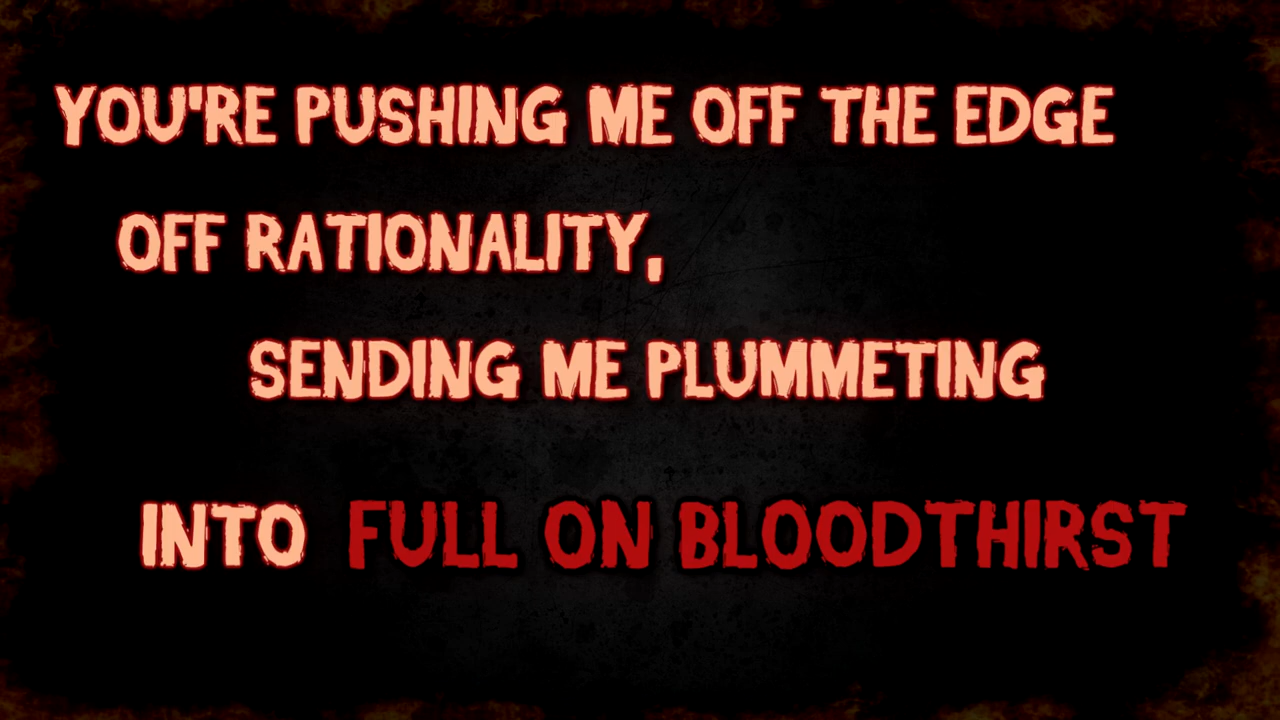 YOU'RE PUSHING ME OFF THE EDGE
OFF RATIONALITY,
SENDING ME PLUMMETING
INTO FULL ON BLOODTHIRST